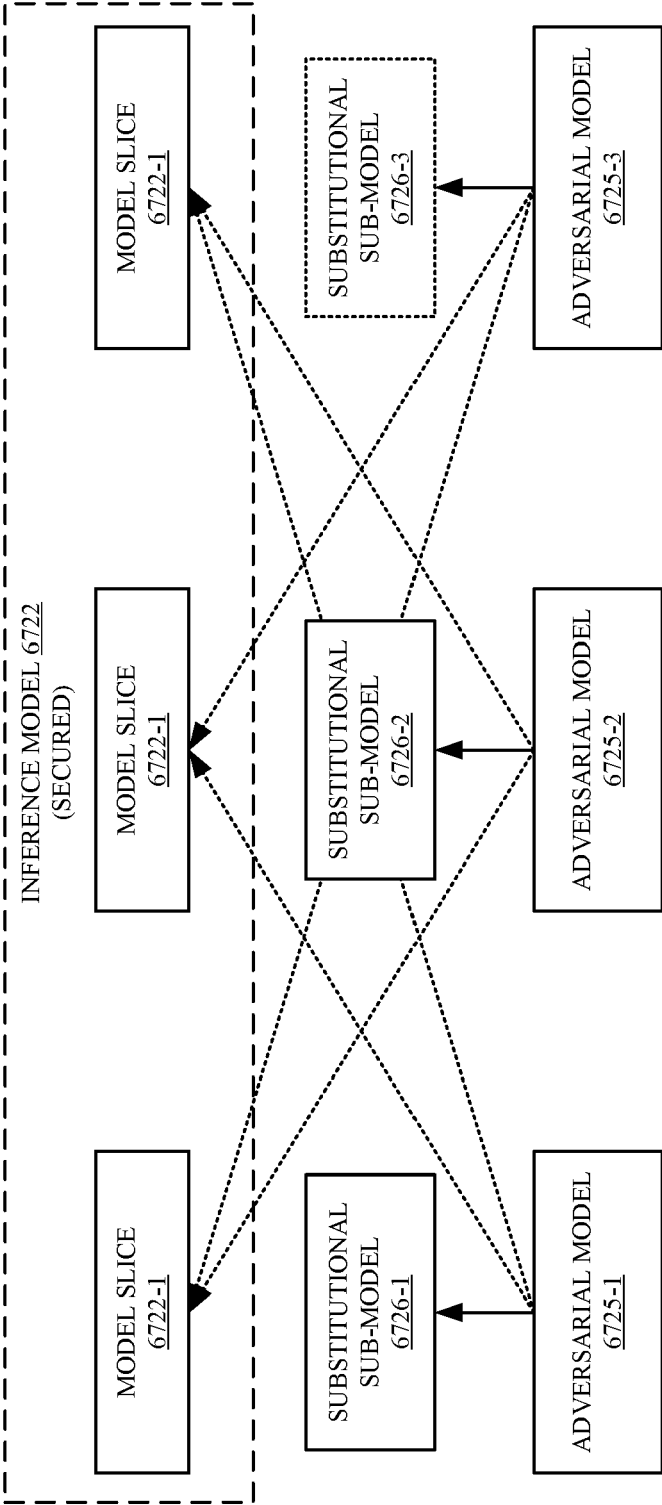 INFERENCE MODEL 6722
(SECURED)
MODEL SLICE
6722-1
MODEL SLICE
6722-1
MODEL SLICE
6722-1
SUBSTITUTIONAL
SUB-MODEL
6726-1
SUBSTITUTIONAL
SUB-MODEL
6726-2
SUBSTITUTIONAL
SUB-MODEL
6726-3
ADVERSARIAL MODEL
6725-1
ADVERSARIAL MODEL
6725-2
ADVERSARIAL MODEL
6725-3